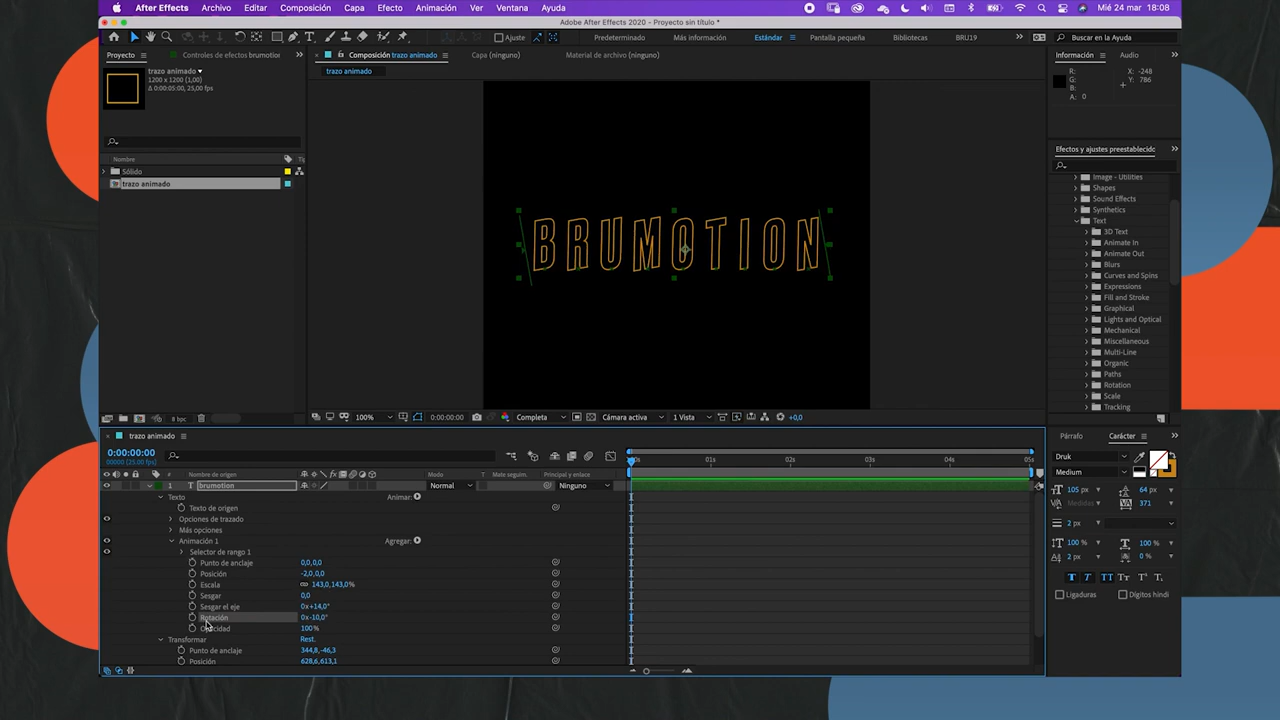 After Effects Archivo Editar Composición Capa Efecto Animación Ver Ventana Ayuda Mié 24 mar 18:08
Adobe After Effects 2020 - Proyecto sin título *
Ajuste Predeterminado Más información Estándar Pantalla pequeña Bibliotecas BRU19 Buscar en la Ayuda
Proyecto Controles de efectos brumotion Composición trazo animado Capa (ninguno) Material de archivo (ninguno) Información Audio
trazo animado
1200 x 1200 (1,00)
Δ 0:00:05:00, 25,00 fps
trazo animado
R:
G:
B:
A: 0
X: -248
Y: 786
Nombre
Sólido
trazo animado
BRUMOTION
Efectos y ajustes preestablecidc
Image - Utilities
Shapes
Sound Effects
Synthetics
Text
3D Text
Animate In
Animate Out
Blurs
Curves and Spins
Expressions
Fill and Stroke
Graphical
Lights and Optical
Mechanical
Miscellaneous
Multi-Line
Organic
Paths
Rotation
Scale
Tracking
8 bpc 100% 0:00:00:00 Completa Cámara activa 1 Vista +0,0
trazo animado
0:00:00:00
00000 (25.00 fps)
# Nombre de origen Modo Mate seguim. Principal y enlace
01s 02s 03s 04s 05s
1 T brumotion Normal Ninguno
Texto Animar:
Texto de origen
Opciones de trazado
Más opciones
Animación 1 Agregar:
Selector de rango 1
Punto de anclaje 0,0,0,0
Posición -2,0,0,0
Escala 143,0,143,0%
Sesgar 0,0
Sesgar el eje 0x+14,0°
Rotación 0x-10,0°
Opacidad 100%
Transformar Rest.
Punto de anclaje 344,8,-46,3
Posición 628,6,613,1
Párrafo Carácter
Druk
Medium
105 px 64 px
371
2 px
100 % 100 %
2 px 0 %
Ligaduras Dígitos hindi